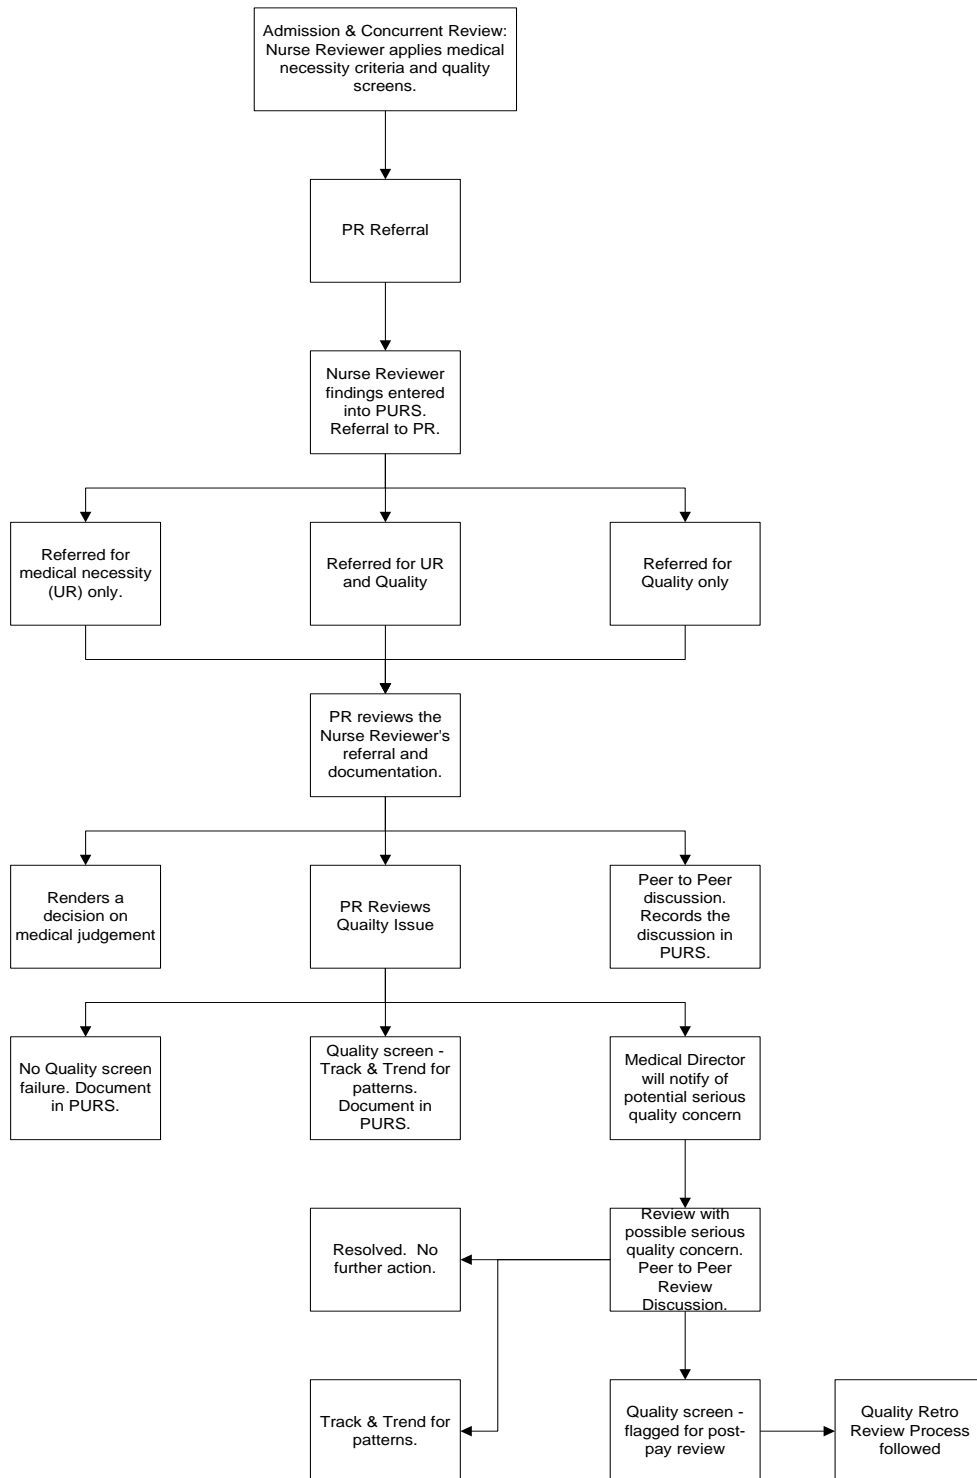 Admission & Concurrent Review:
Nurse Reviewer applies medical
necessity criteria and quality
screens.
PR Referral
Nurse Reviewer
findings entered
into PURS.
Referral to PR.
Referred for
medical necessity
(UR) only.
Referred for UR
and Quality
Referred for
Quality only
PR reviews the
Nurse Reviewer's
referral and
documentation.
Renders a
decision on
medical judgement
PR Reviews
Quailty Issue
Peer to Peer
discussion.
Records the
discussion in
PURS.
No Quality screen
failure. Document
in PURS.
Quality screen -
Track & Trend for
patterns.
Document in
PURS.
Medical Director
will notify of
potential serious
quality concern
Resolved.  No
further action.
Review with
possible serious
quality concern.
Peer to Peer
Review
Discussion.
Track & Trend for
patterns.
Quality screen -
flagged for post-
pay review
Quality Retro
Review Process
followed